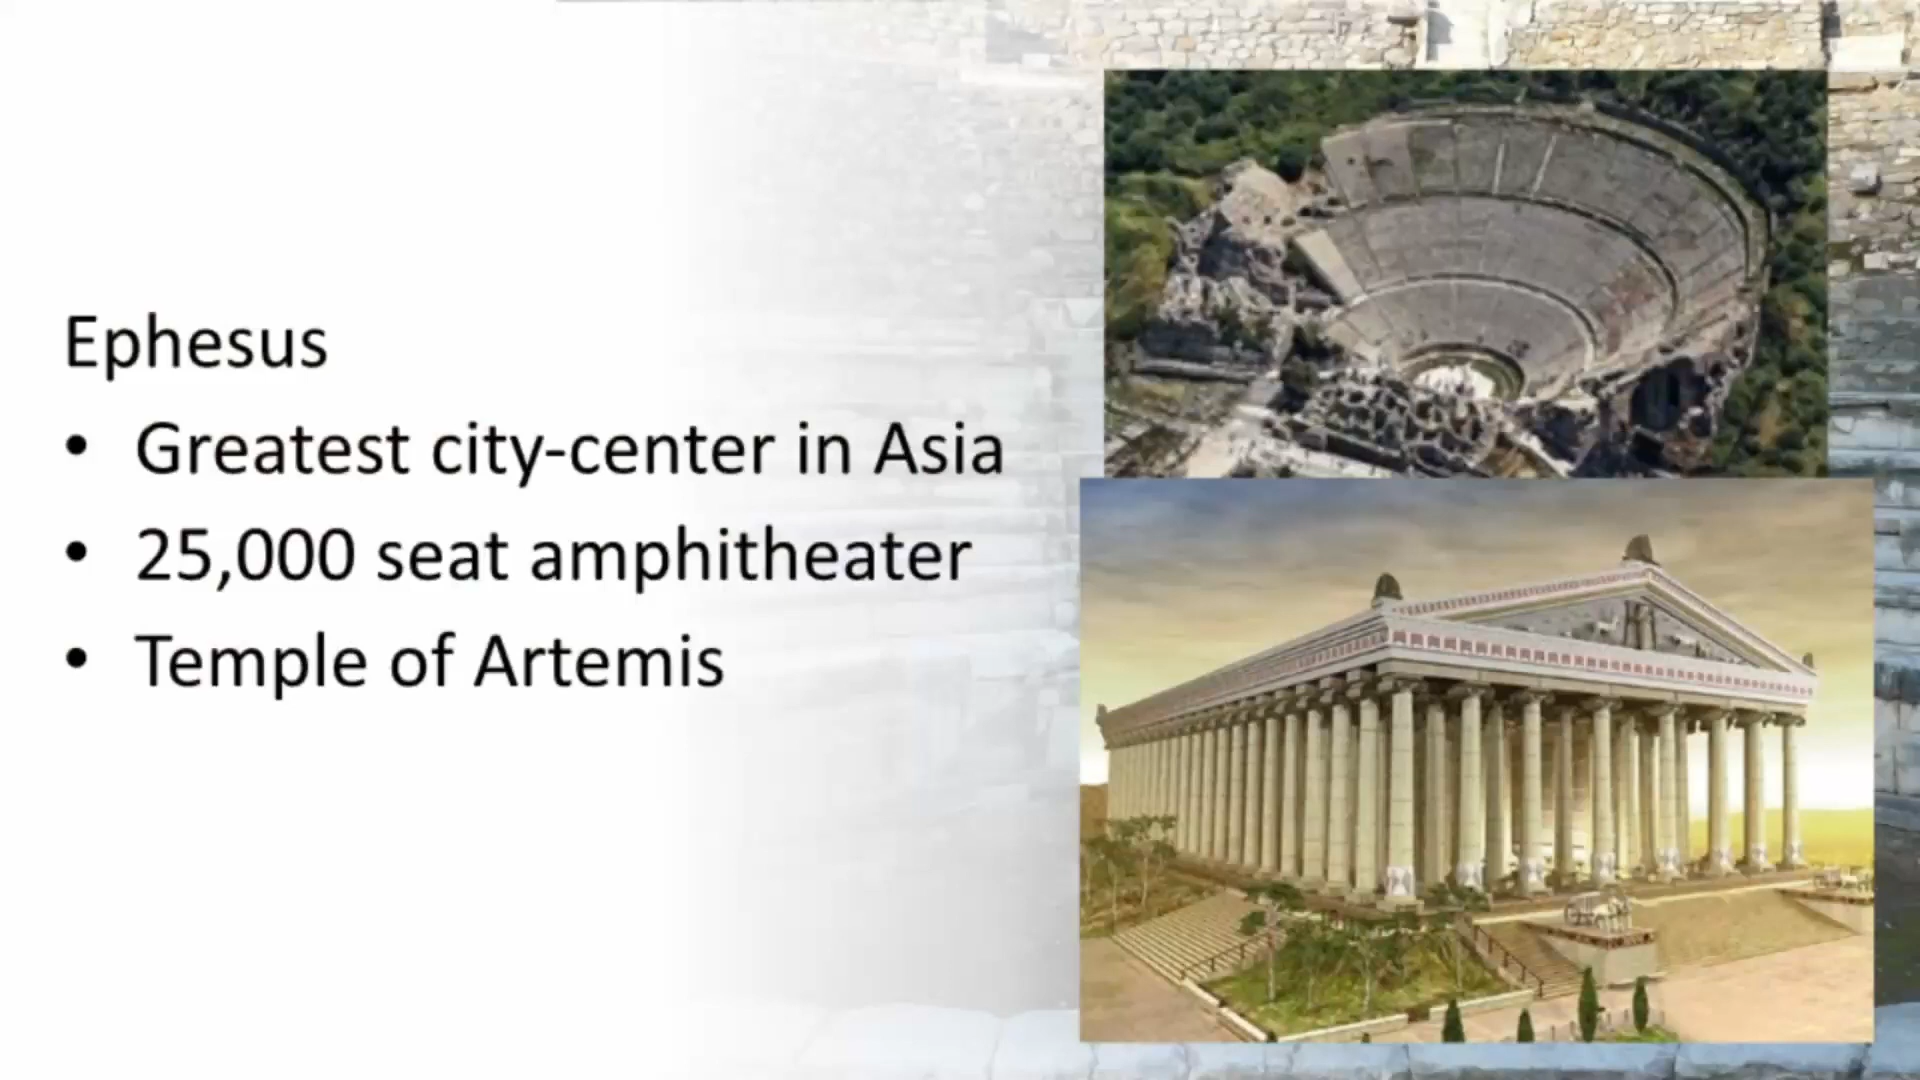 Ephesus
• Greatest city-center in Asia
• 25,000 seat amphitheater
• Temple of Artemis